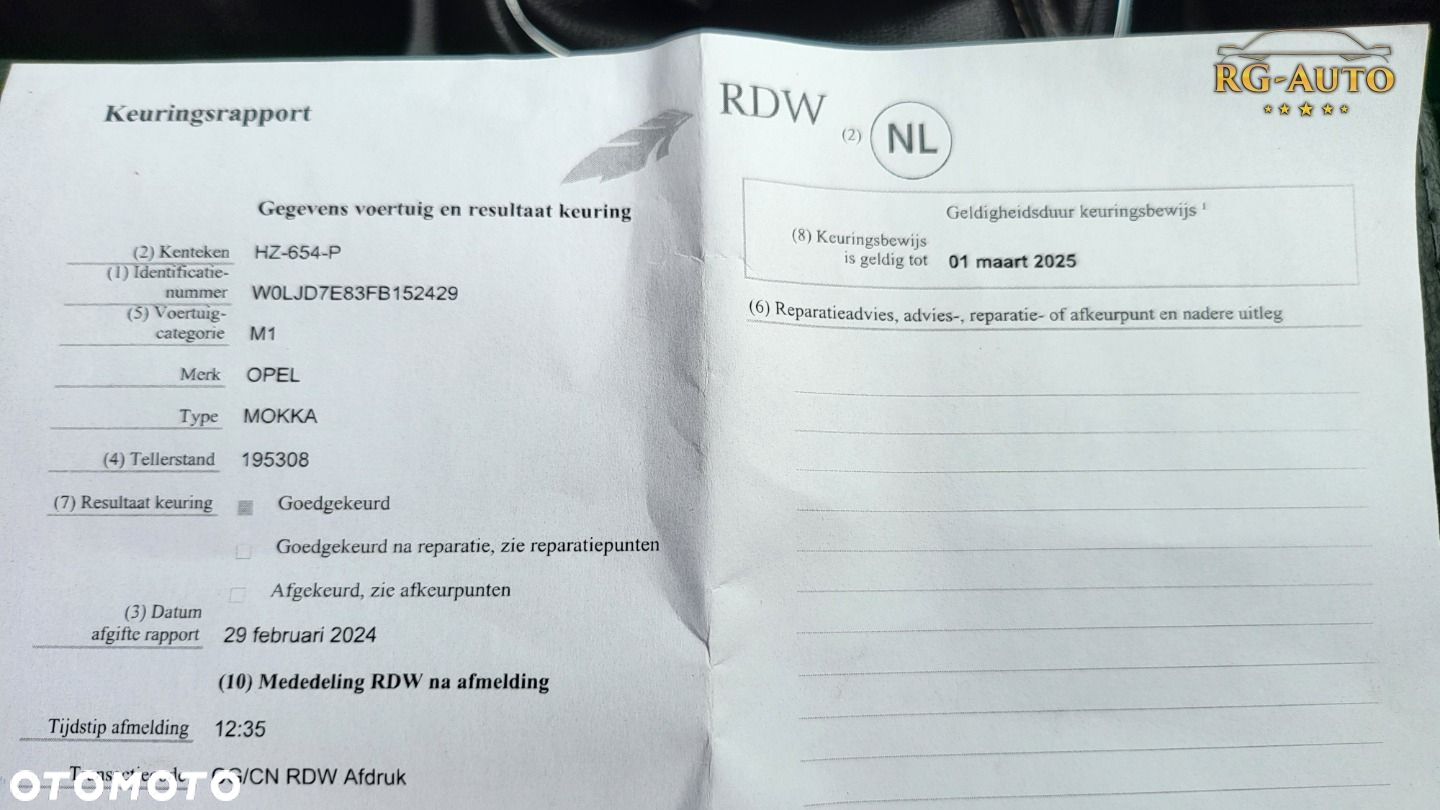 Keuringsrapport
Gegevens voertuig en resultaat keuring
(2) Kenteken HZ-654-P
(1) Identificatie-
nummer W0LJD7E83FB152429
(5) Voertuig-
categorie M1
Merk OPEL
Type MOKKA
(4) Tellerstand 195308
(7) Resultaat keuring Goedgekeurd
Goedgekeurd na reparatie, zie reparatiepunten
Afgekeurd, zie afkeurpunten
(3) Datum
afgifte rapport 29 februari 2024
(10) Mededeling RDW na afmelding
Tijdstip afmelding 12:35
/CN RDW Afdruk
OTOMOTO
RDW
(2) NL
RG-AUTO
Geldigheidsduur keuringsbewijs ¹
(8) Keuringsbewijs
is geldig tot 01 maart 2025
(6) Reparatieadvies, advies-, reparatie- of afkeurpunt en nadere uitleg